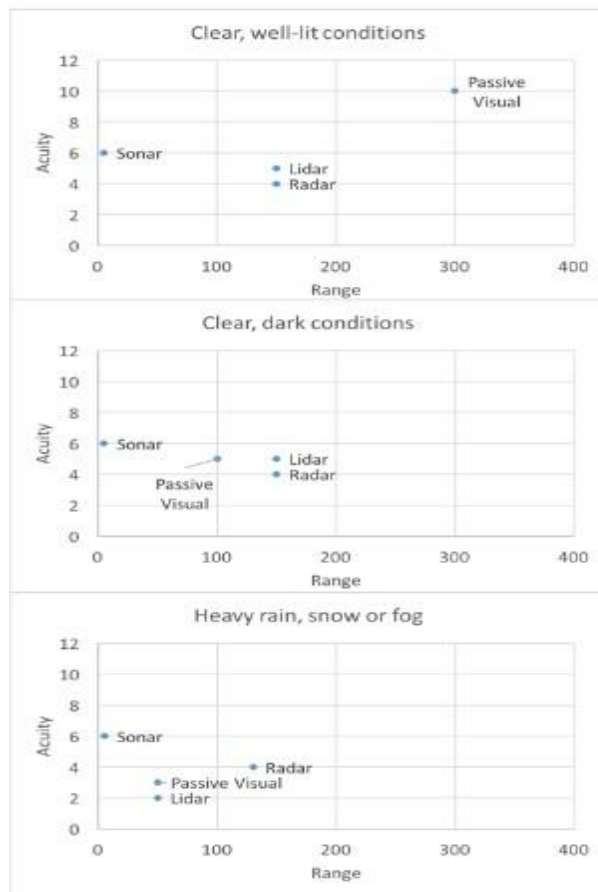 Clear, well-lit conditions
12
10
8
6
4
2
0
Acuity
Passive
Visual
Sonar
Lidar
Radar
0 100 200 300 400
Range
Clear, dark conditions
12
10
8
6
4
2
0
Acuity
Sonar
Lidar
Passive
Visual
Radar
0 100 200 300 400
Range
Heavy rain, snow or fog
12
10
8
6
4
2
0
Acuity
Sonar
Radar
Passive Visual
Lidar
0 100 200 300 400
Range